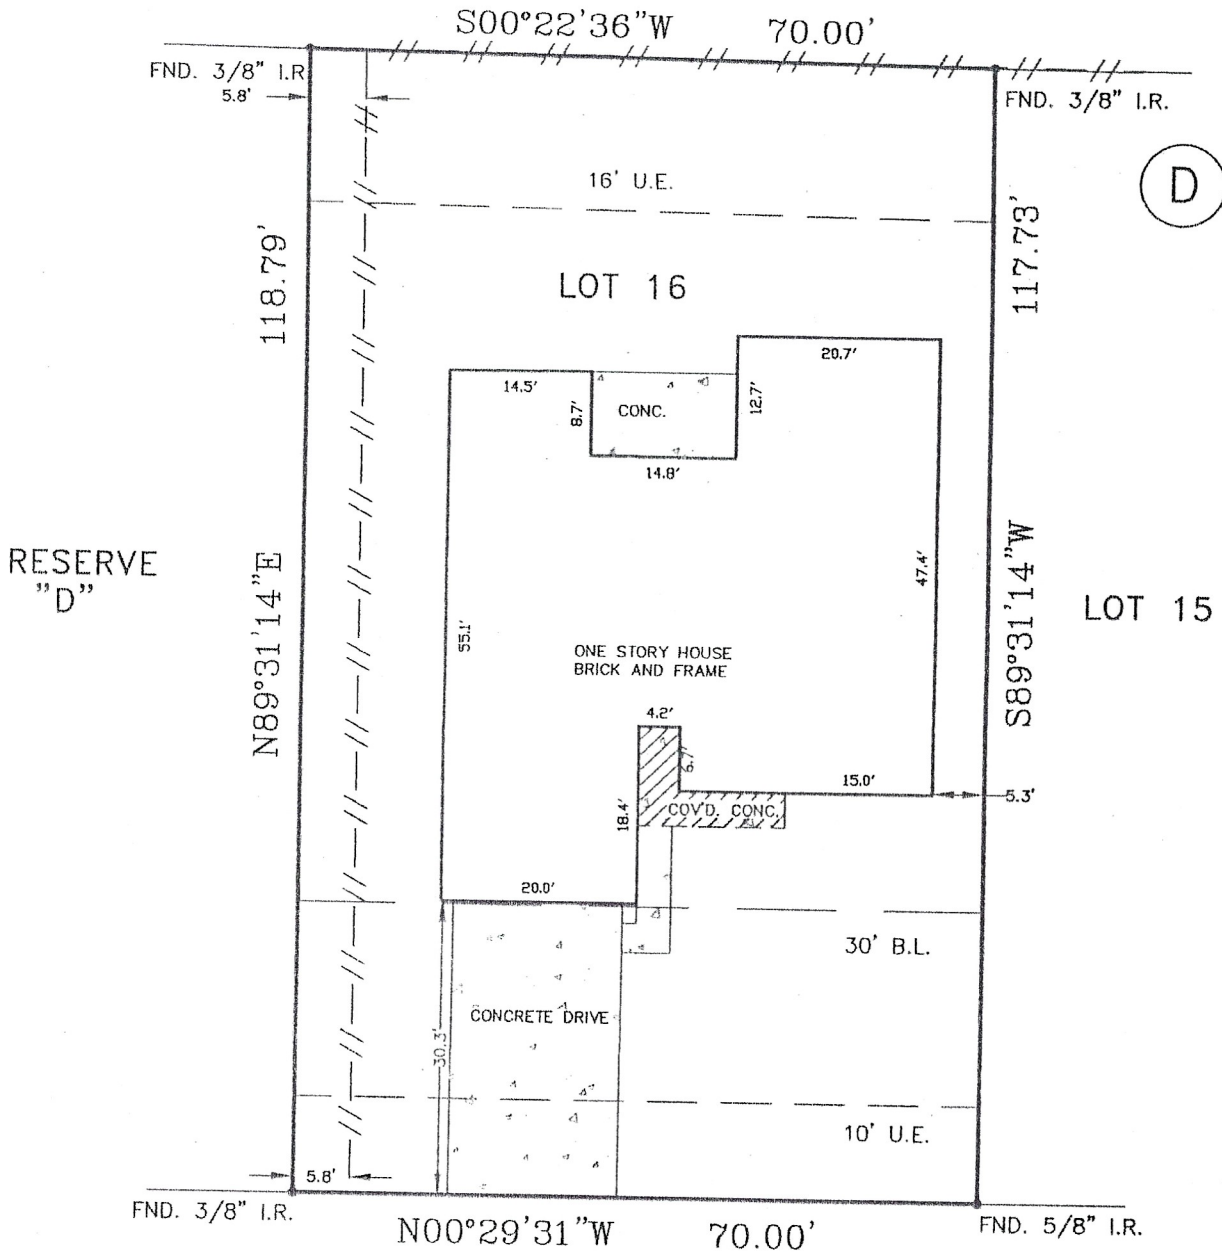 S00°22'36"W 70.00'
FND. 3/8" I.R.
5.8'
FND. 3/8" I.R.
D
16' U.E.
118.79'
117.73'
LOT 16
20.7'
14.5'
8.7'
CONC.
12.7'
14.8'
RESERVE
"D"
N89°31'14"E
55.1'
47.4'
S89°31'14"W
LOT 15
ONE STORY HOUSE
BRICK AND FRAME
4.2'
6.7'
15.0'
5.3'
18.4'
COV'D. CONC.
20.0'
30' B.L.
CONCRETE DRIVE
30.3'
10' U.E.
5.8'
FND. 3/8" I.R.
N00°29'31"W 70.00'
FND. 5/8" I.R.